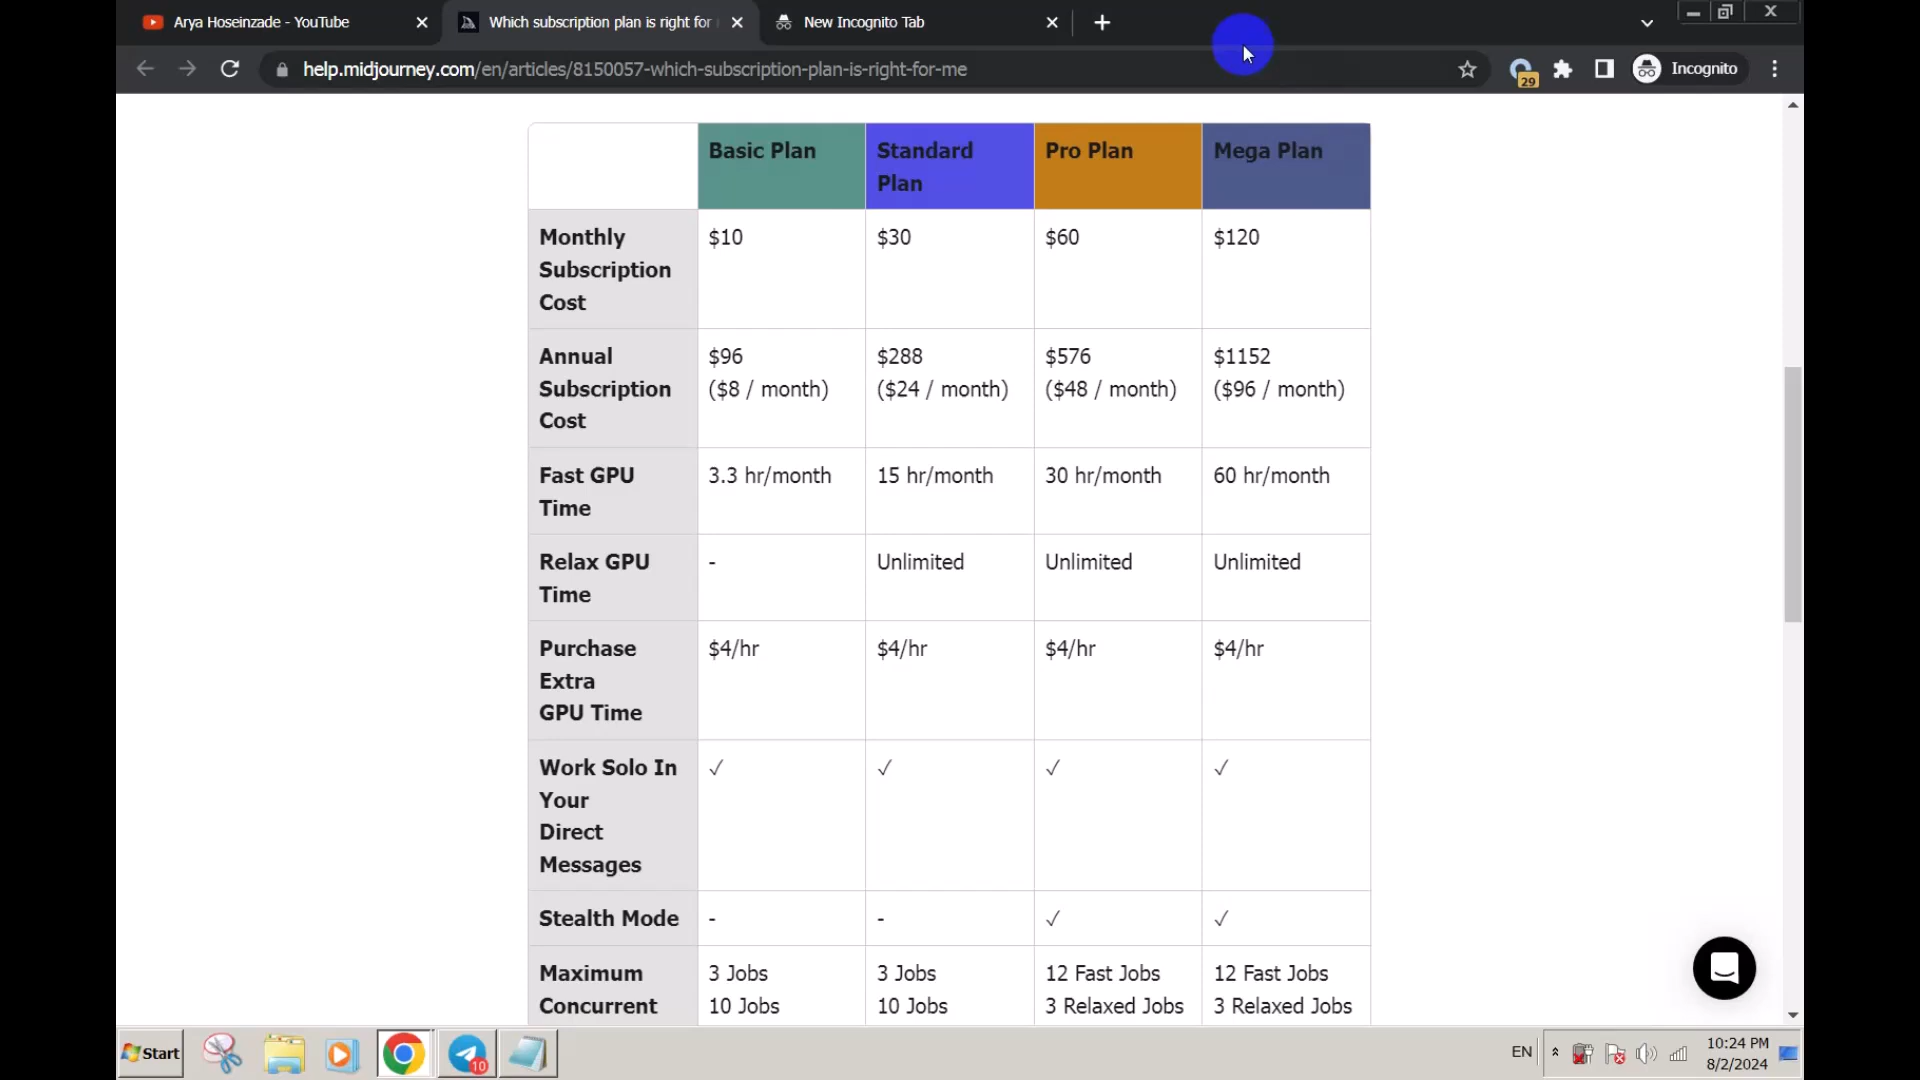 Arya Hoseinzade - YouTube
Which subscription plan is right for
New Incognito Tab
help.midjourney.com/en/articles/8150057-which-subscription-plan-is-right-for-me
29
Incognito
Basic Plan
Standard
Plan
Pro Plan
Mega Plan
Monthly
Subscription
Cost
$10
$30
$60
$120
Annual
Subscription
Cost
$96
($8 / month)
$288
($24 / month)
$576
($48 / month)
$1152
($96 / month)
Fast GPU
Time
3.3 hr/month
15 hr/month
30 hr/month
60 hr/month
Relax GPU
Time
-
Unlimited
Unlimited
Unlimited
Purchase
Extra
GPU Time
$4/hr
$4/hr
$4/hr
$4/hr
Work Solo In
Your
Direct
Messages
✓
✓
✓
✓
Stealth Mode
-
-
✓
✓
Maximum
Concurrent
3 Jobs
10 Jobs
3 Jobs
10 Jobs
12 Fast Jobs
3 Relaxed Jobs
12 Fast Jobs
3 Relaxed Jobs
Start
10
EN
10:24 PM
8/2/2024